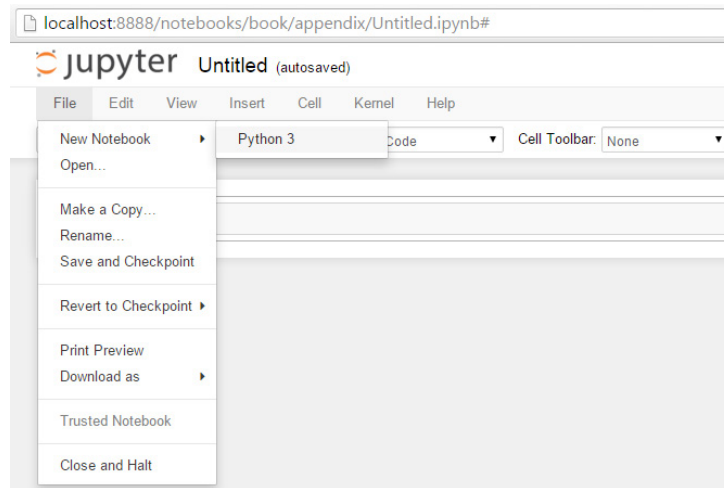 localhost:8888/notebooks/book/appendix/Untitled.ipynb#
jupyter Untitled (autosaved)
File Edit View Insert Cell Kernel Help
New Notebook Python 3 Code Cell Toolbar: None
Open...
Make a Copy...
Rename...
Save and Checkpoint
Revert to Checkpoint
Print Preview
Download as
Trusted Notebook
Close and Halt